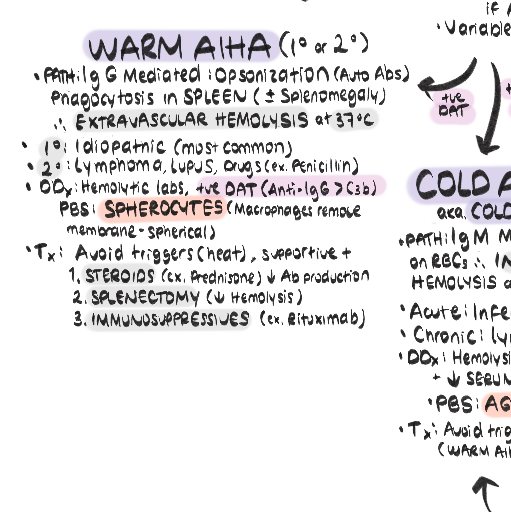 WARM AIHA (1° or 2°)
• PATH: Ig G Mediated : Opsonization (Auto Abs)
Phagocytosis in SPLEEN (± Splenomegaly)
∴ EXTRAVASCULAR HEMOLYSIS at 37°C
• 1°: Idiopathic (most common)
• 2°: Lymphoma, Lupus, Drugs (ex. Penicillin)
• DDx: Hemolytic labs, +ve DAT (Anti-IgG > C3b)
PBS: SPHEROCYTES (Macrophages remove
membrane - spherical)
• Tx: Avoid triggers (heat), supportive +
1. STEROIDS (ex. Prednisone) ↓ Ab production
2. SPLENECTOMY (↓ Hemolysis)
3. IMMUNOSUPPRESSIVES (ex. Rituximab)
if
• Variable
+ve
DAT
COLD A
aka. COLD
• PATH: Ig M M
on RBCs ∴ IN
HEMOLYSIS a
• Acute: Infe
• Chronic: Ly
• DDx: Hemolys
+ ↓ SERUM
• PBS: AG
• Tx: Avoid trig
(WARM AIH